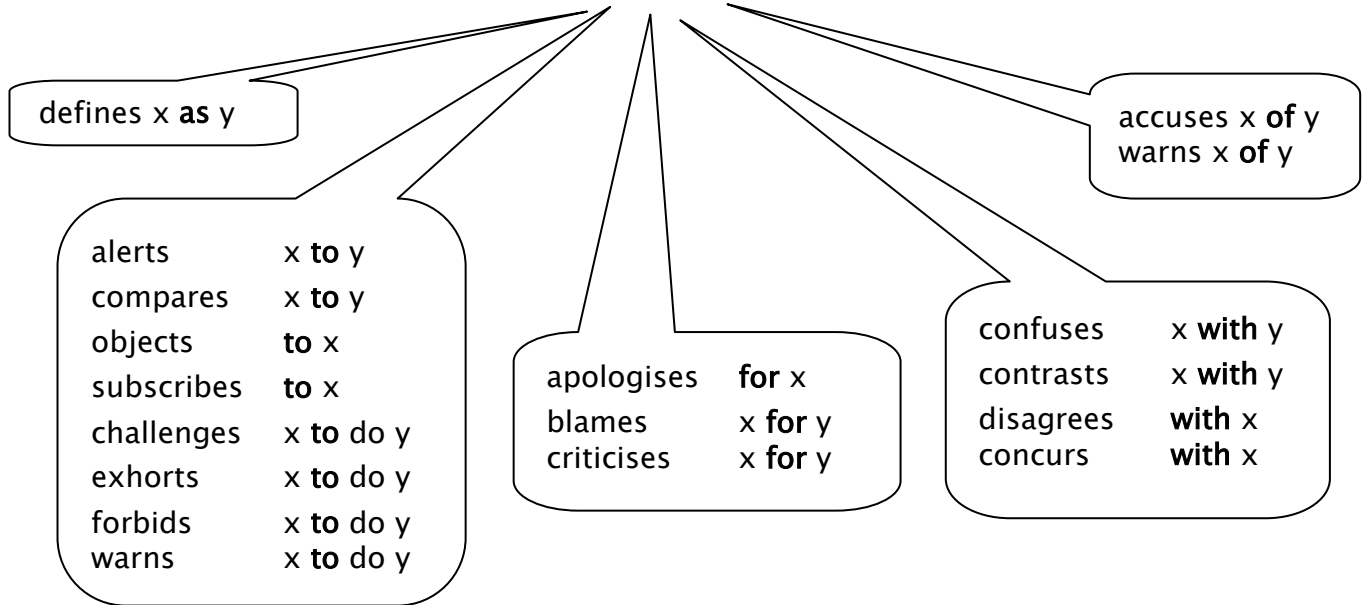 defines x as y
accuses x of y
warns x of y
alerts x to y
compares x to y
objects to x
subscribes to x
challenges x to do y
exhorts x to do y
forbids x to do y
warns x to do y
apologises for x
blames x for y
criticises x for y
confuses x with y
contrasts x with y
disagrees with x
concurs with x